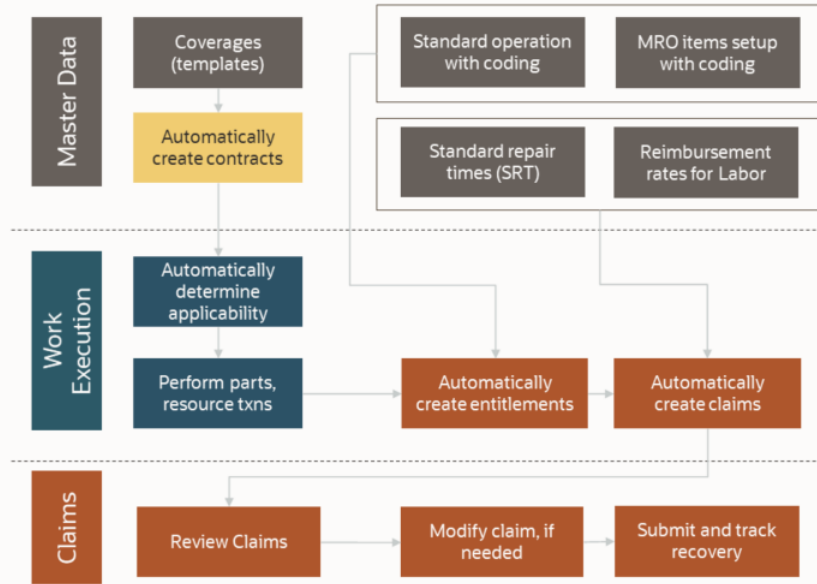 Master Data
Coverages
(templates)
Standard operation
with coding
MRO items setup
with coding
Automatically
create contracts
Standard repair
times (SRT)
Reimbursement
rates for Labor
Work
Execution
Automatically
determine
applicability
Perform parts,
resource txns
Automatically
create entitlements
Automatically
create claims
Claims
Review Claims
Modify claim, if
needed
Submit and track
recovery